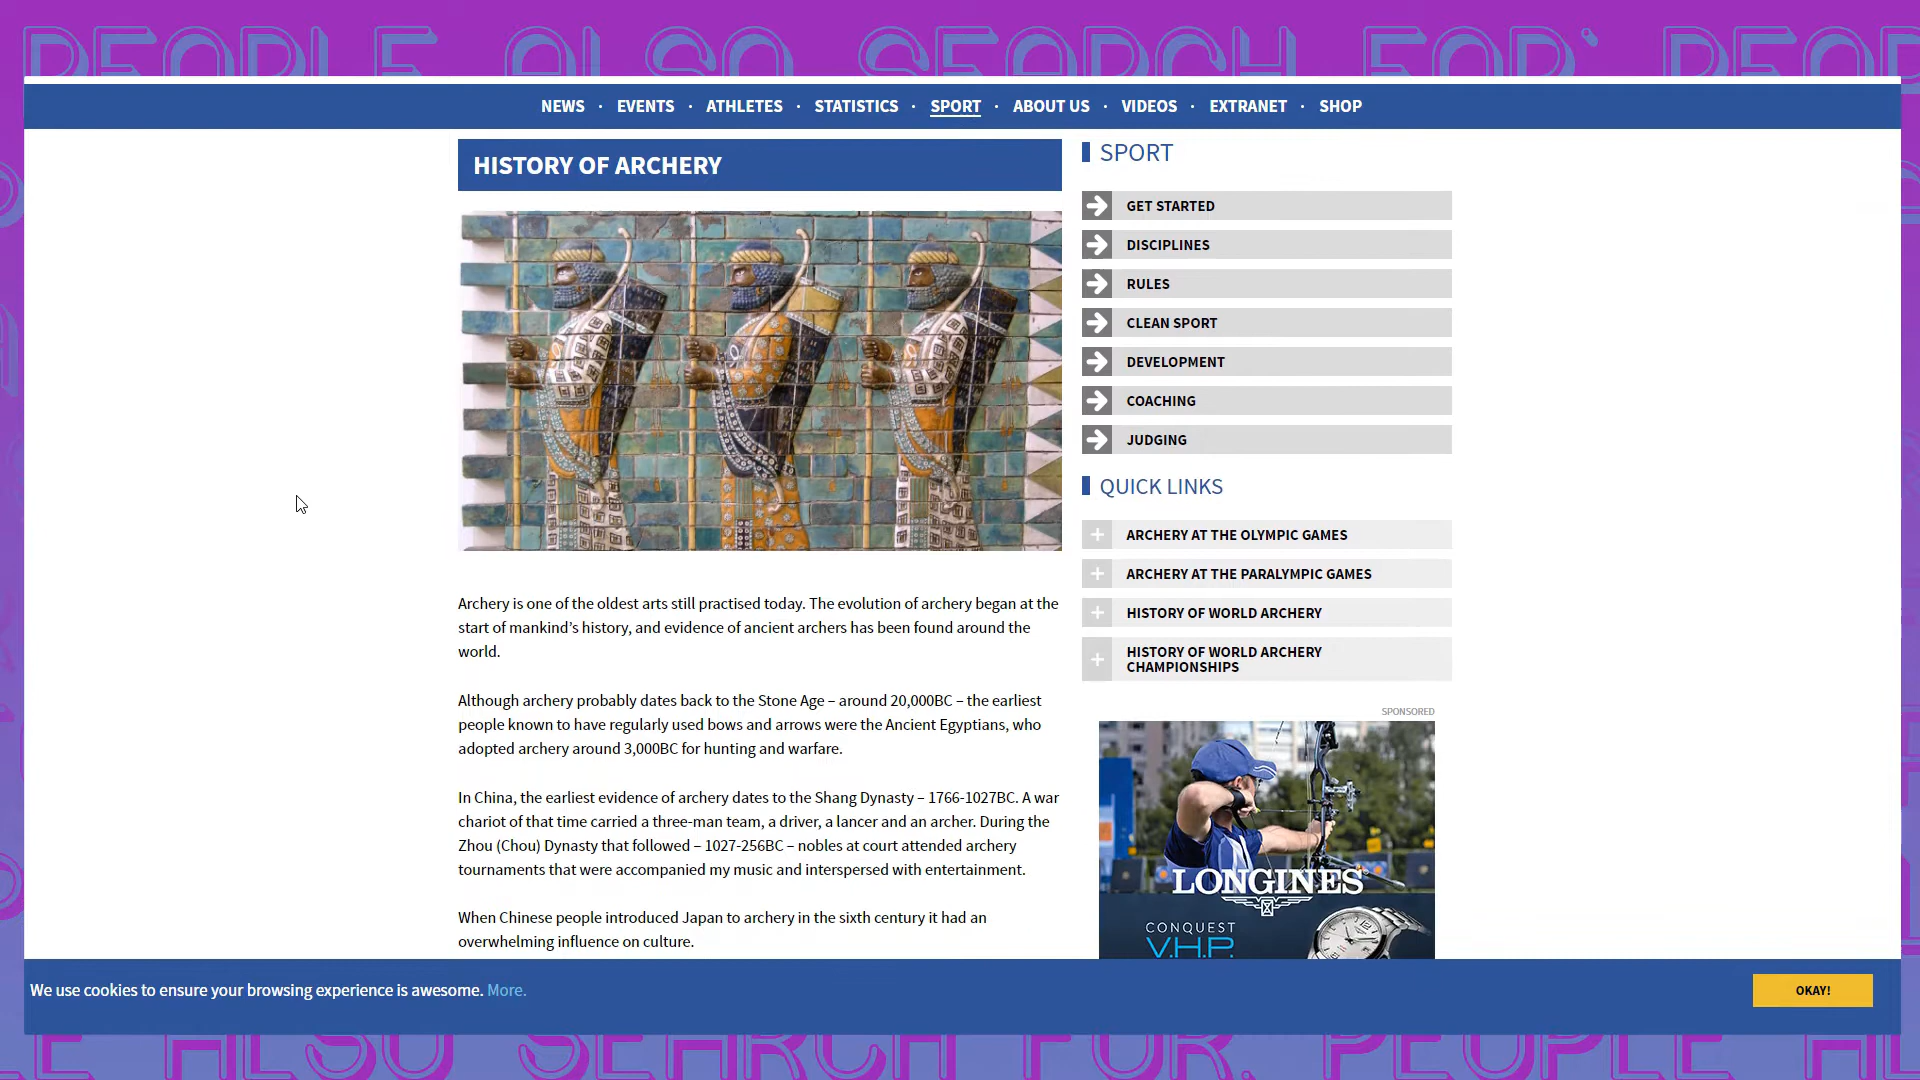 PEOPLE ALSO SEARCH FOR: PEOP
NEWS · EVENTS · ATHLETES · STATISTICS · SPORT · ABOUT US · VIDEOS · EXTRANET · SHOP
HISTORY OF ARCHERY
Archery is one of the oldest arts still practised today. The evolution of archery began at the
start of mankind’s history, and evidence of ancient archers has been found around the
world.
Although archery probably dates back to the Stone Age – around 20,000BC – the earliest
people known to have regularly used bows and arrows were the Ancient Egyptians, who
adopted archery around 3,000BC for hunting and warfare.
In China, the earliest evidence of archery dates to the Shang Dynasty – 1766-1027BC. A war
chariot of that time carried a three-man team, a driver, a lancer and an archer. During the
Zhou (Chou) Dynasty that followed – 1027-256BC – nobles at court attended archery
tournaments that were accompanied my music and interspersed with entertainment.
When Chinese people introduced Japan to archery in the sixth century it had an
overwhelming influence on culture.
SPORT
GET STARTED
DISCIPLINES
RULES
CLEAN SPORT
DEVELOPMENT
COACHING
JUDGING
QUICK LINKS
ARCHERY AT THE OLYMPIC GAMES
ARCHERY AT THE PARALYMPIC GAMES
HISTORY OF WORLD ARCHERY
HISTORY OF WORLD ARCHERY
CHAMPIONSHIPS
SPONSORED
LONGINES
CONQUEST
V.H.P.
We use cookies to ensure your browsing experience is awesome. More.
OKAY!
LE ALSO SEARCH FOR: PEOPLE AL